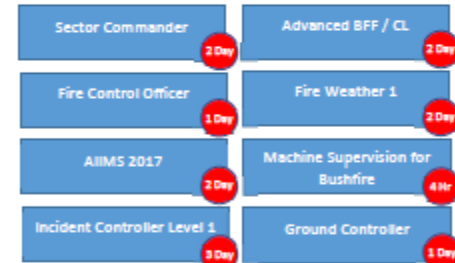 Sector Commander
2 Day
Advanced BFF / CL
2 Day
Fire Control Officer
1 Day
Fire Weather 1
2 Day
AIIMS 2017
2 Day
Machine Supervision for
Bushfire
4 Hr
Incident Controller Level 1
3 Day
Ground Controller
1 Day